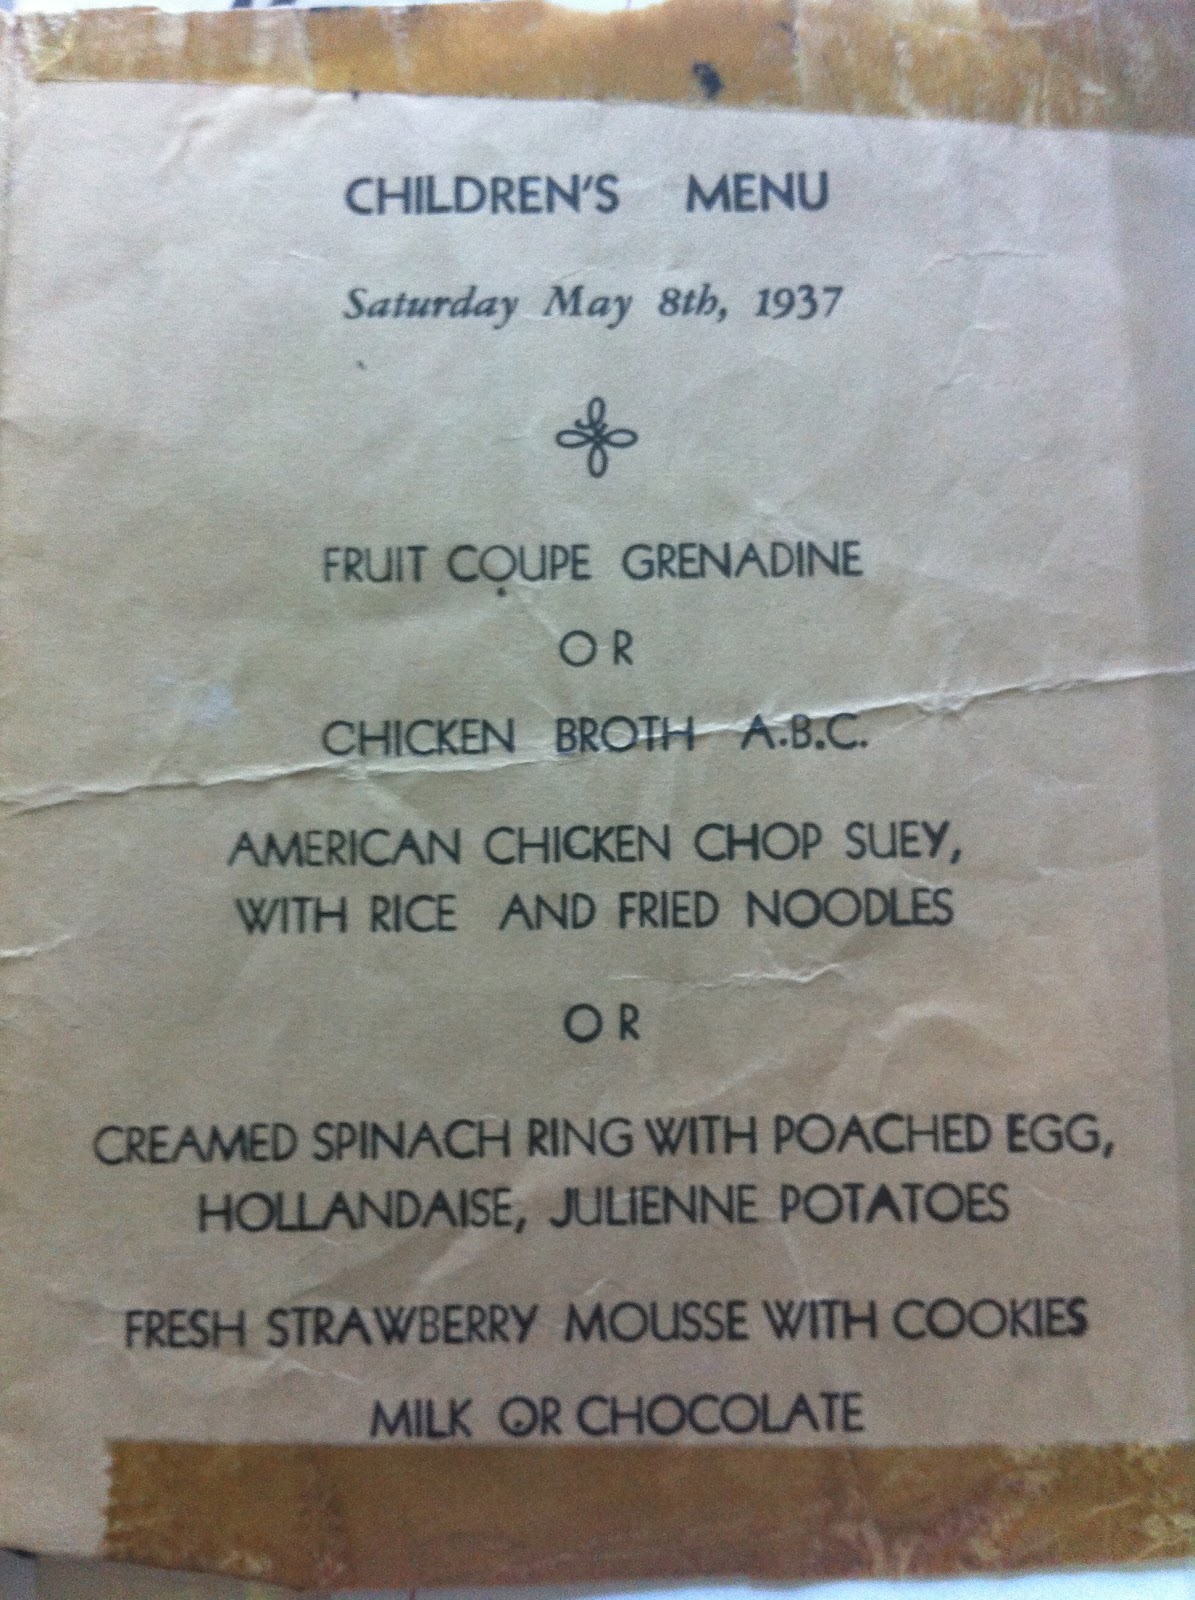 CHILDREN'S MENU
Saturday May 8th, 1937
FRUIT COUPE GRENADINE
OR
CHICKEN BROTH A.B.C.
AMERICAN CHICKEN CHOP SUEY,
WITH RICE AND FRIED NOODLES
OR
CREAMED SPINACH RING WITH POACHED EGG,
HOLLANDAISE, JULIENNE POTATOES
FRESH STRAWBERRY MOUSSE WITH COOKIES
MILK OR CHOCOLATE